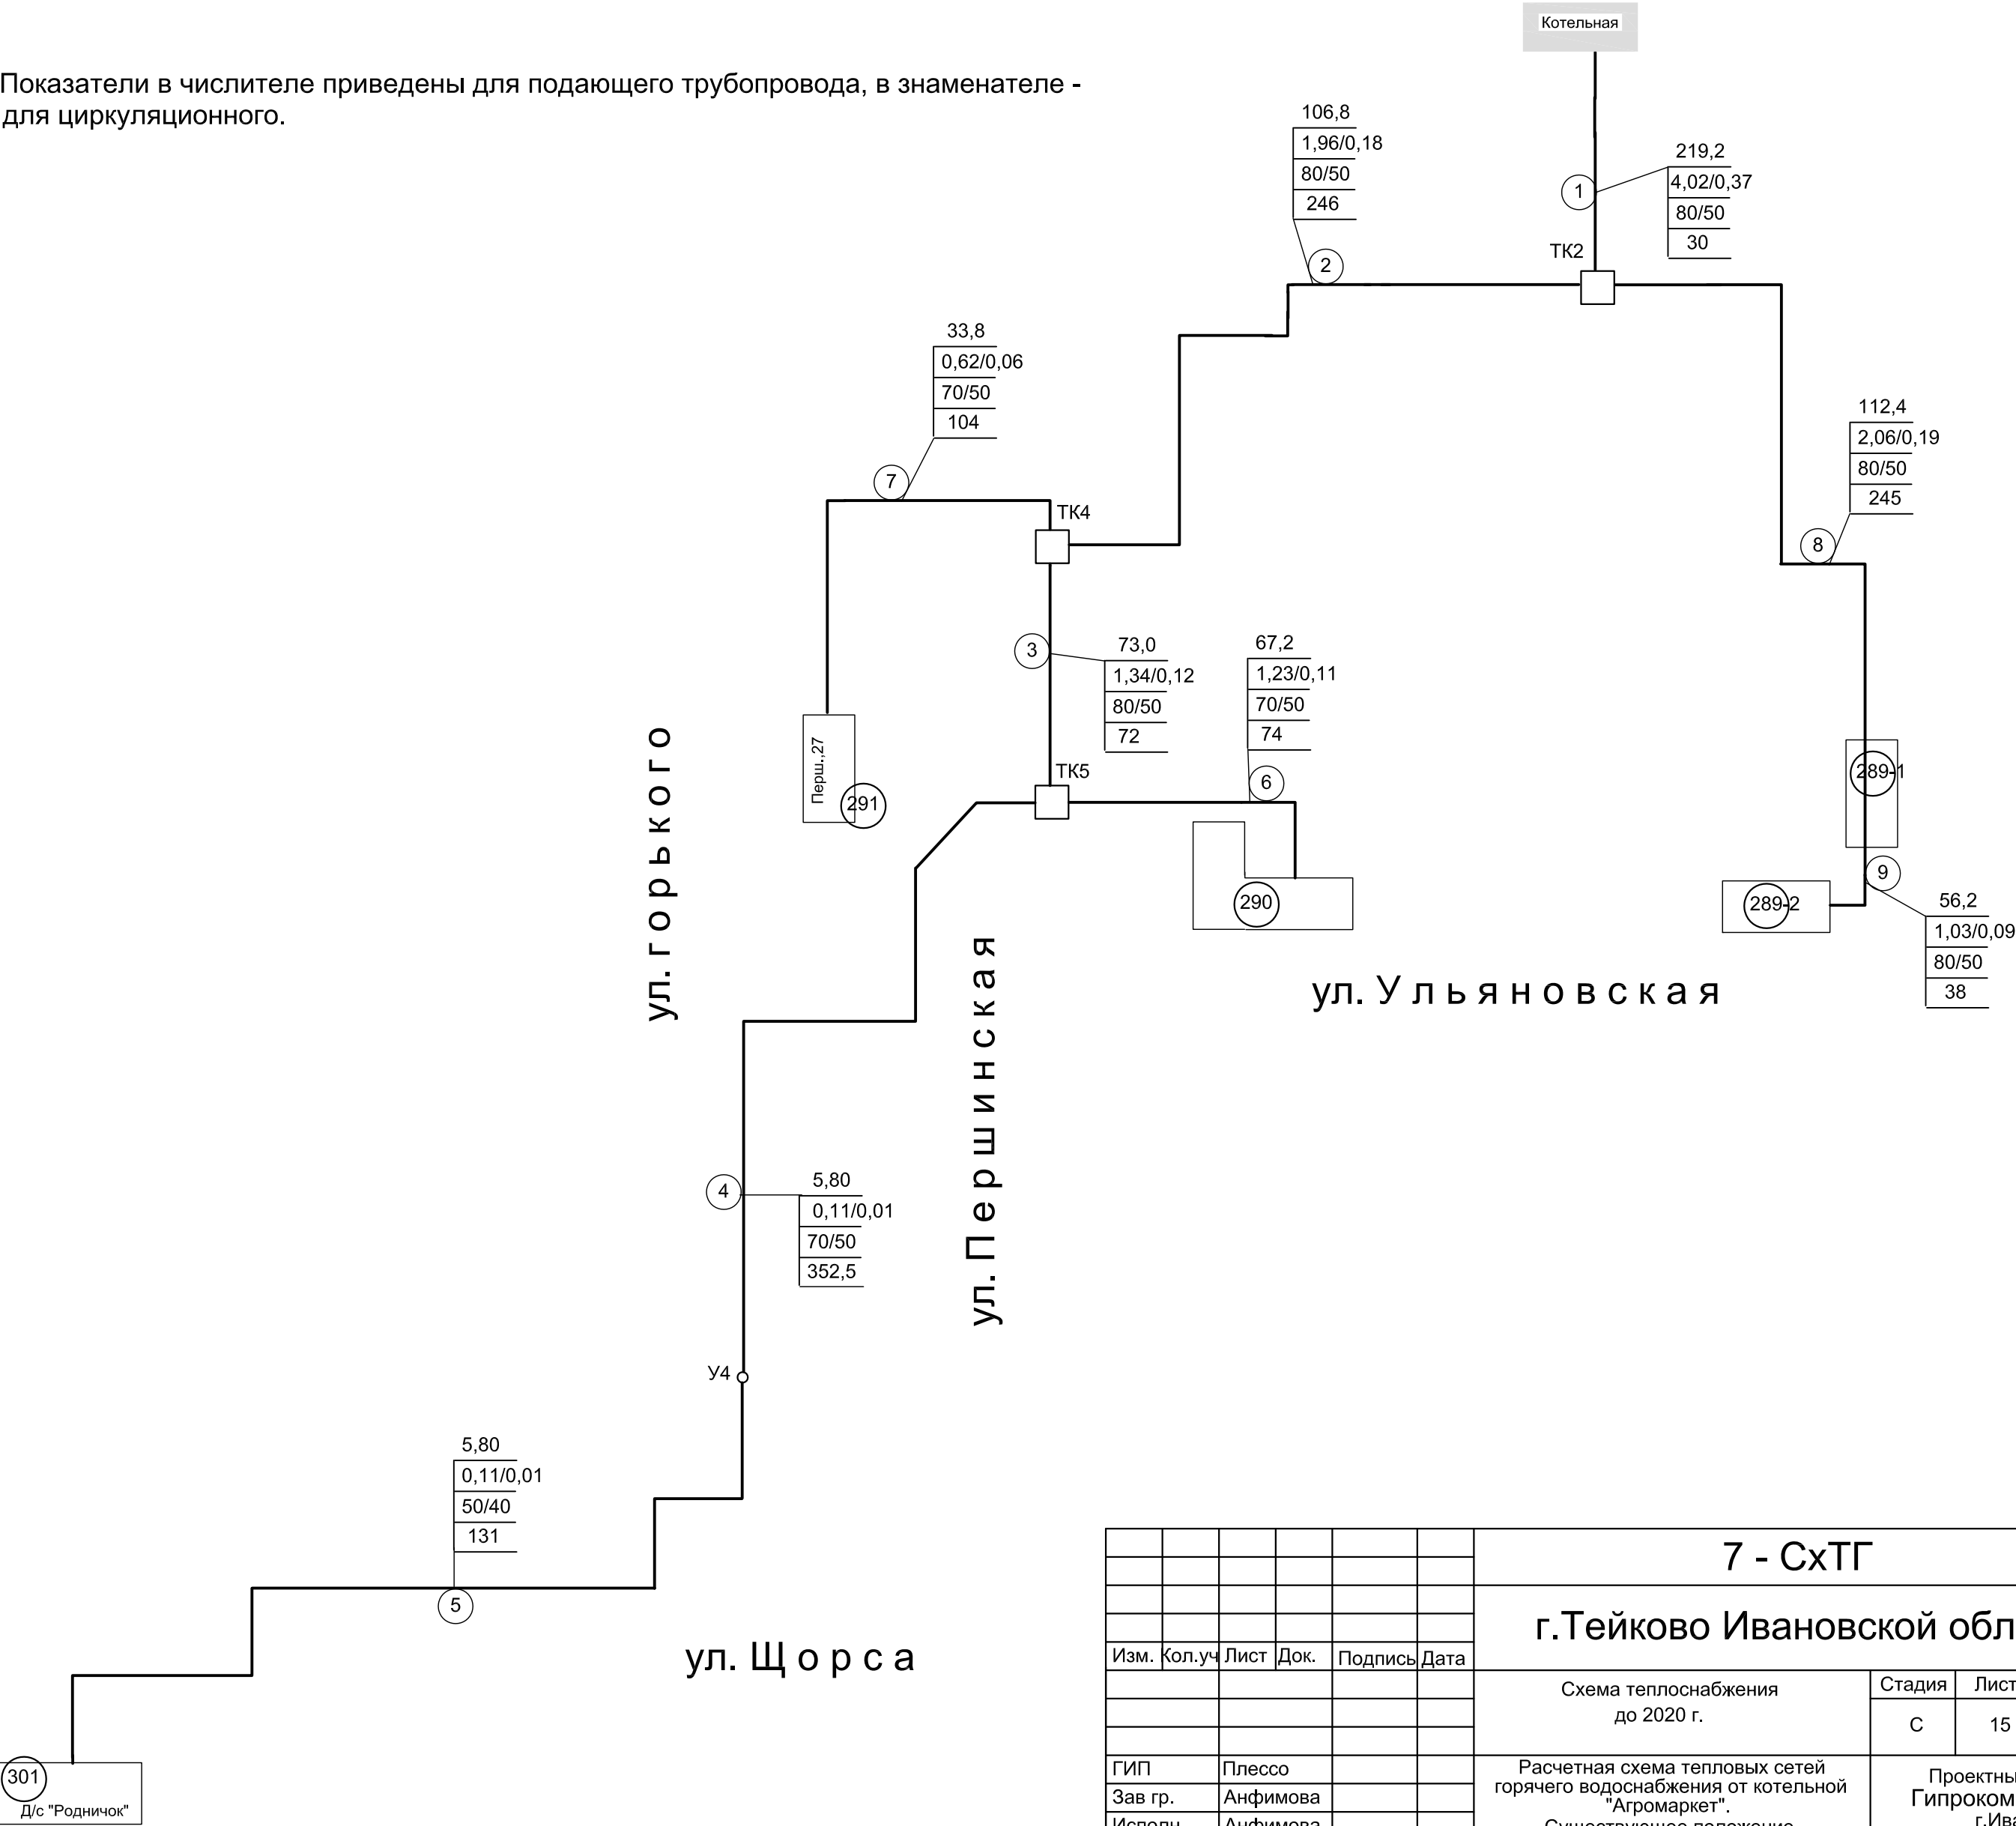 Котельная
Показатели в числителе приведены для подающего трубопровода, в знаменателе -
для циркуляционного.
106,8
1,96/0,18
80/50
246
219,2
4,02/0,37
80/50
30
1
ТК2
2
33,8
0,62/0,06
70/50
104
112,4
2,06/0,19
80/50
245
7
ТК4
8
3
73,0
1,34/0,12
80/50
72
67,2
1,23/0,11
70/50
74
ТК5
6
Перш.,27
291
289-1
9
290
289-2
56,2
1,03/0,09
80/50
38
ул. горького
ул. Першинская
ул. Ульяновская
4
5,80
0,11/0,01
70/50
352,5
У4
5,80
0,11/0,01
50/40
131
5
ул. Щорса
301
Д/с "Родничок"
7 - СхТГ
г.Тейково Ивановской обл
Изм. Кол.уч Лист Док. Подпись Дата
Схема теплоснабжения
до 2020 г.
Стадия Лист
С 15
ГИП Плессо
Зав гр. Анфимова
Исполн. Анфимова
Расчетная схема тепловых сетей
горячего водоснабжения от котельной
"Агромаркет".
Существующее положение
Проектны
Гипроком
г.Ива